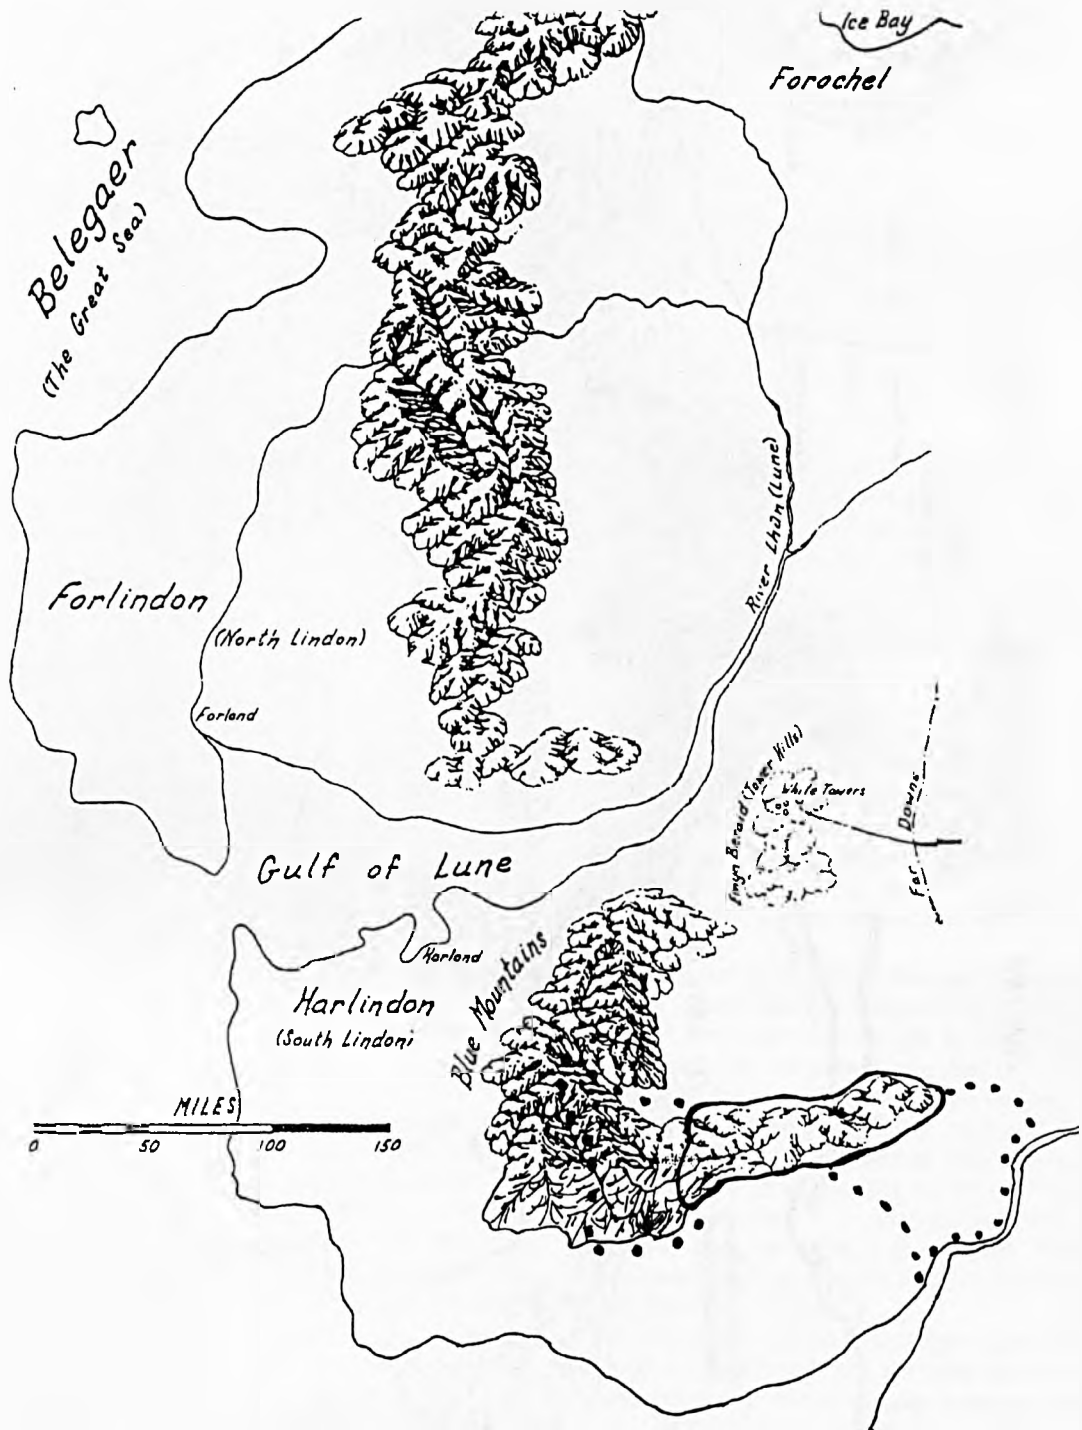 Ice Bay
Forochel
Belegaer
(The Great Sea)
River Lhûn (Lune)
Forlindon
(North Lindon)
Forlond
Emyn Beraid (Tower Hills)
White Towers
Far Downs
Gulf of Lune
Harlond
Harlindon
(South Lindon)
Blue Mountains
MILES
0 50 100 150